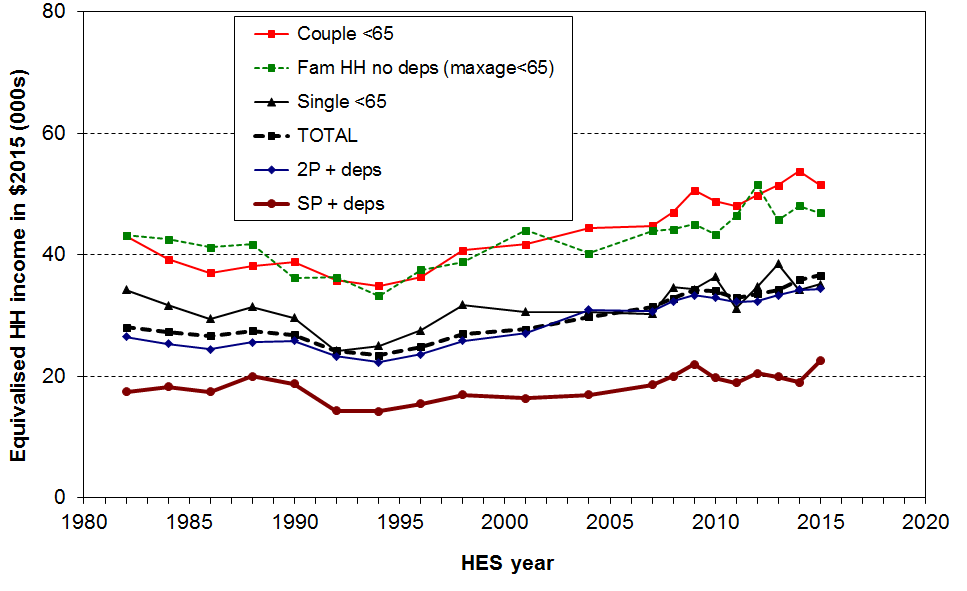 Equivalised HH income in $2015 (000s)
80
60
40
20
0
Couple <65
Fam HH no deps (maxage<65)
Single <65
TOTAL
2P + deps
SP + deps
1980 1985 1990 1995 2000 2005 2010 2015 2020
HES year